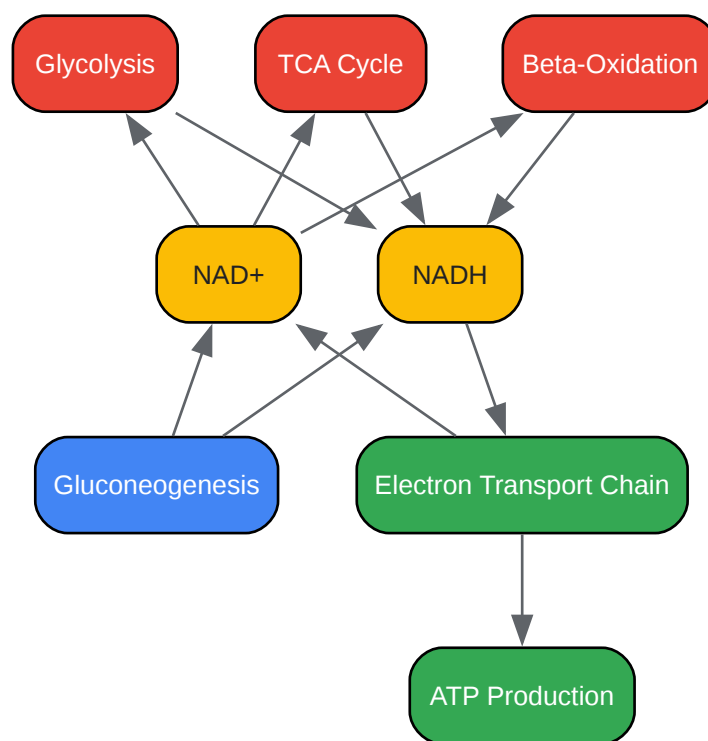 Glycolysis
TCA Cycle
Beta-Oxidation
NAD+
NADH
Gluconeogenesis
Electron Transport Chain
ATP Production